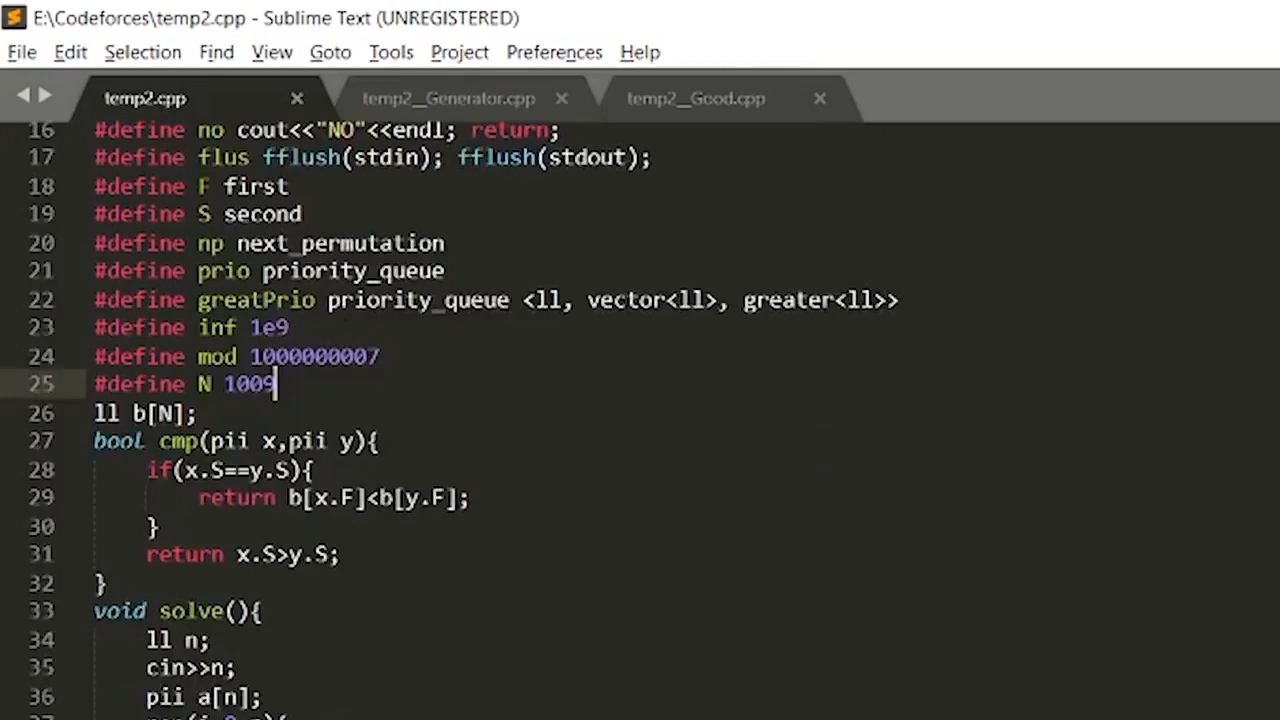 E:\Codeforces\temp2.cpp - Sublime Text (UNREGISTERED)
File Edit Selection Find View Goto Tools Project Preferences Help
temp2.cpp temp2__Generator.cpp temp2__Good.cpp
16 #define no cout<<"NO"<<endl; return;
17 #define flus fflush(stdin); fflush(stdout);
18 #define F first
19 #define S second
20 #define np next_permutation
21 #define prio priority_queue
22 #define greatPrio priority_queue <ll, vector<ll>, greater<ll>>
23 #define inf 1e9
24 #define mod 1000000007
25 #define N 1009
26 ll b[N];
27 bool cmp(pii x,pii y){
28 if(x.S==y.S){
29 return b[x.F]<b[y.F];
30 }
31 return x.S>y.S;
32 }
33 void solve(){
34 ll n;
35 cin>>n;
36 pii a[n];
37